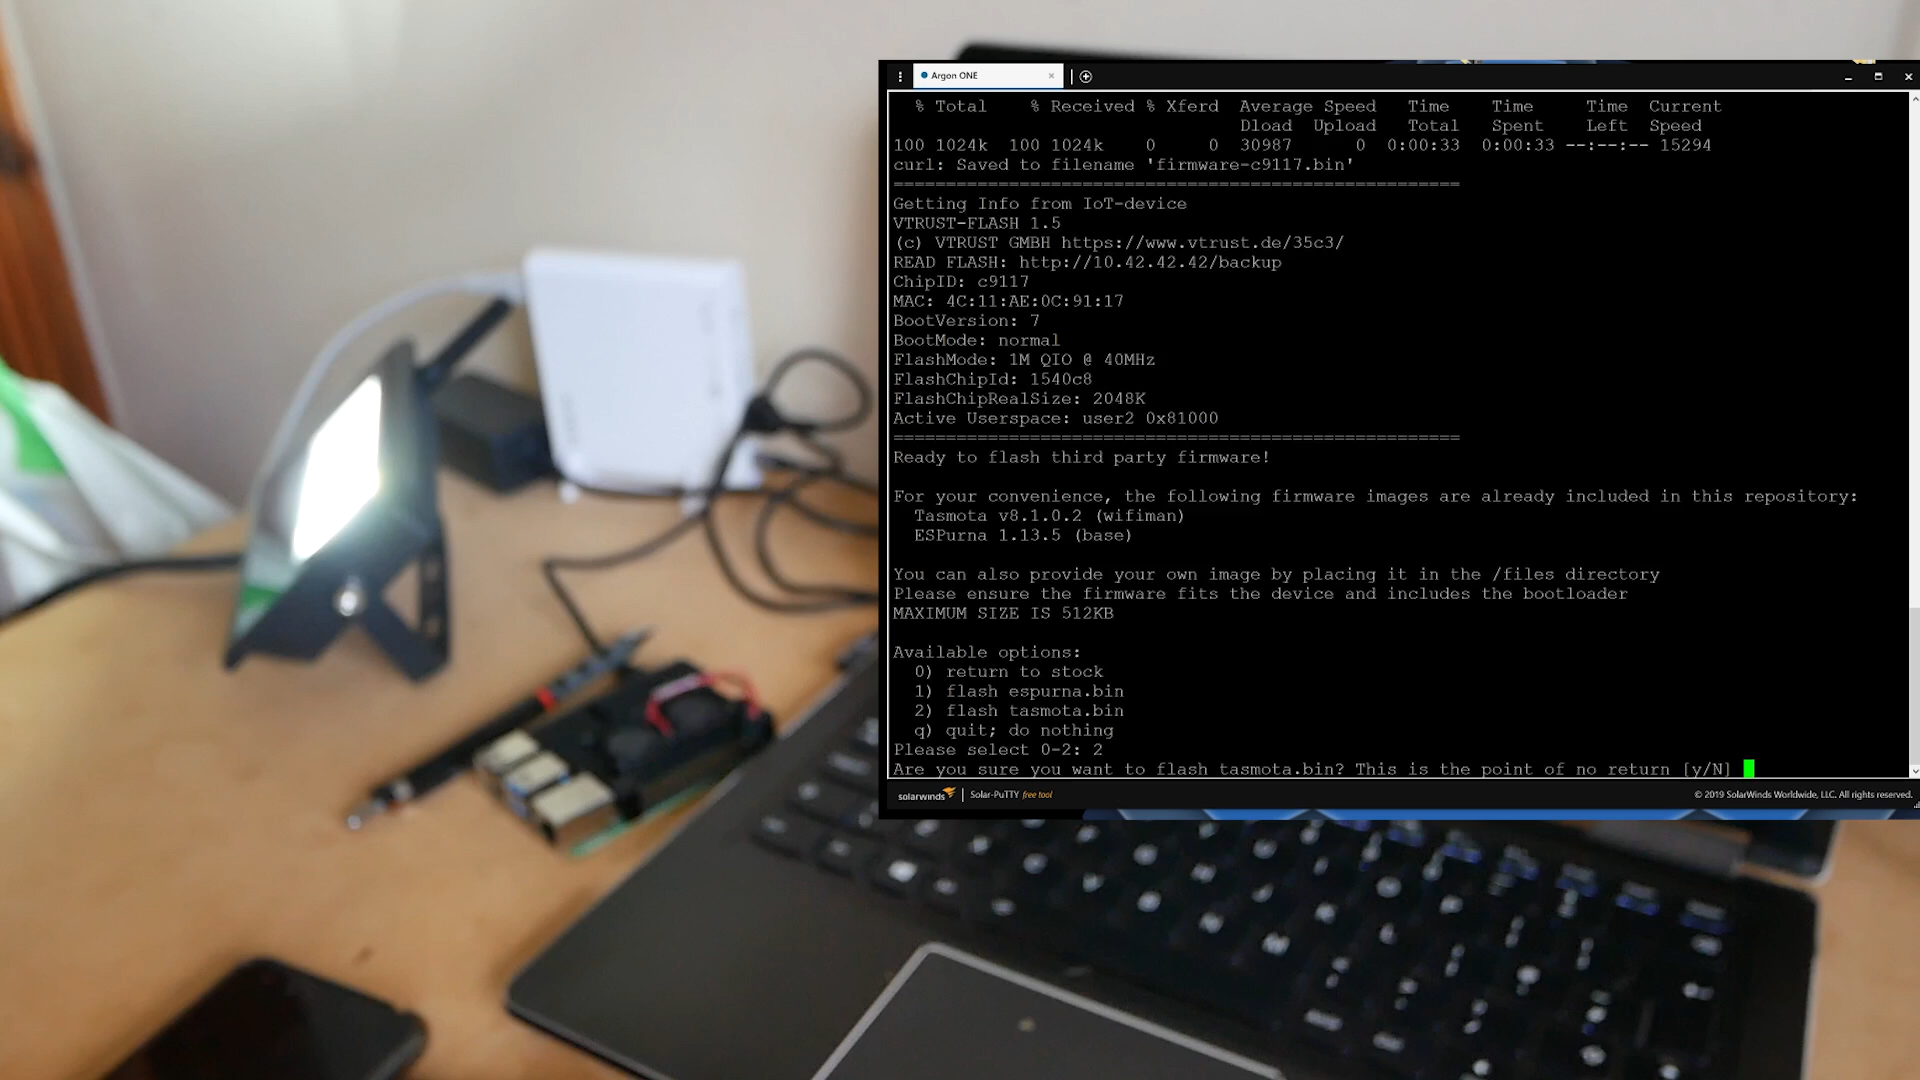 Argon ONE
% Total % Received % Xferd Average Speed Time Time Time Current
Dload Upload Total Spent Left Speed
100 1024k 100 1024k 0 0 30987 0 0:00:33 0:00:33 --:--:-- 15294
curl: Saved to filename 'firmware-c9117.bin'
======================================================
Getting Info from IoT-device
VTRUST-FLASH 1.5
(c) VTRUST GMBH https://www.vtrust.de/35c3/
READ FLASH: http://10.42.42.42/backup
ChipID: c9117
MAC: 4C:11:AE:0C:91:17
BootVersion: 7
BootMode: normal
FlashMode: 1M QIO @ 40MHz
FlashChipId: 1540c8
FlashChipRealSize: 2048K
Active Userspace: user2 0x81000
======================================================
Ready to flash third party firmware!
For your convenience, the following firmware images are already included in this repository:
Tasmota v8.1.0.2 (wifiman)
ESPurna 1.13.5 (base)
You can also provide your own image by placing it in the /files directory
Please ensure the firmware fits the device and includes the bootloader
MAXIMUM SIZE IS 512KB
Available options:
0) return to stock
1) flash espurna.bin
2) flash tasmota.bin
q) quit; do nothing
Please select 0-2: 2
Are you sure you want to flash tasmota.bin? This is the point of no return [y/N]
solarwinds Solar-PuTTY free tool © 2019 SolarWinds Worldwide, LLC. All rights reserved.